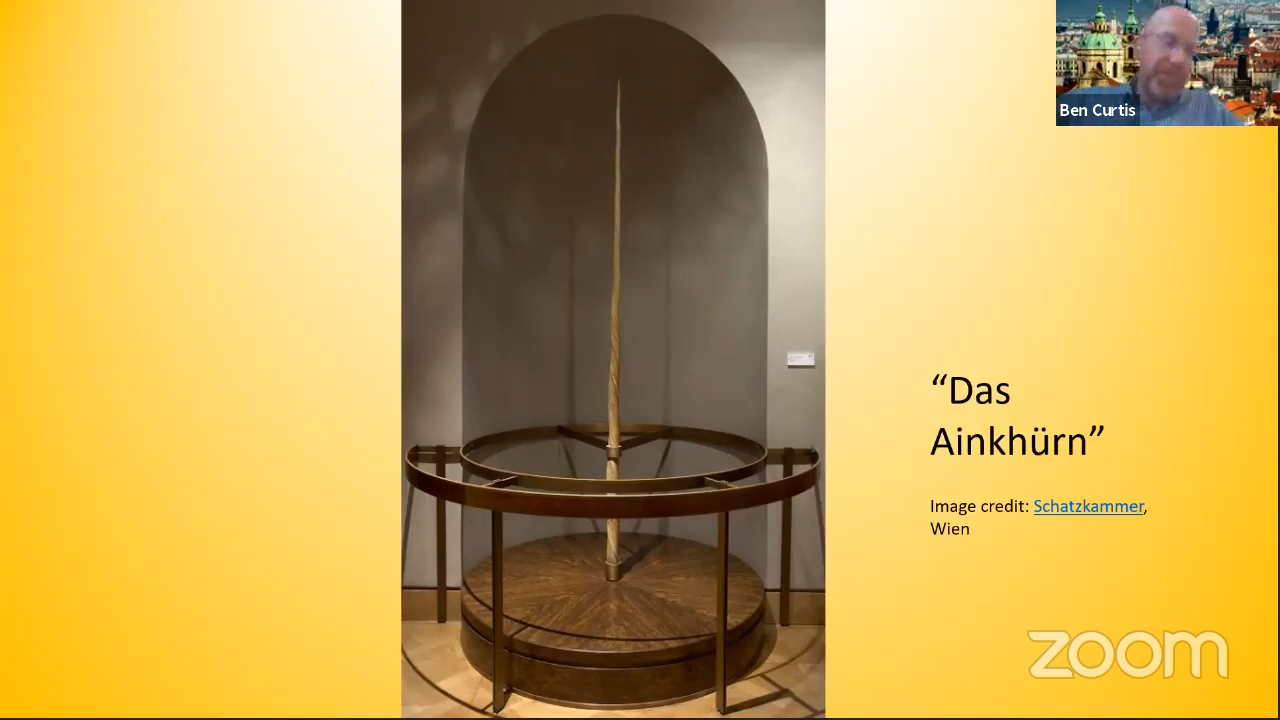 Ben Curtis
“Das
Ainkhürn”
Image credit: Schatzkammer,
Wien
zoom